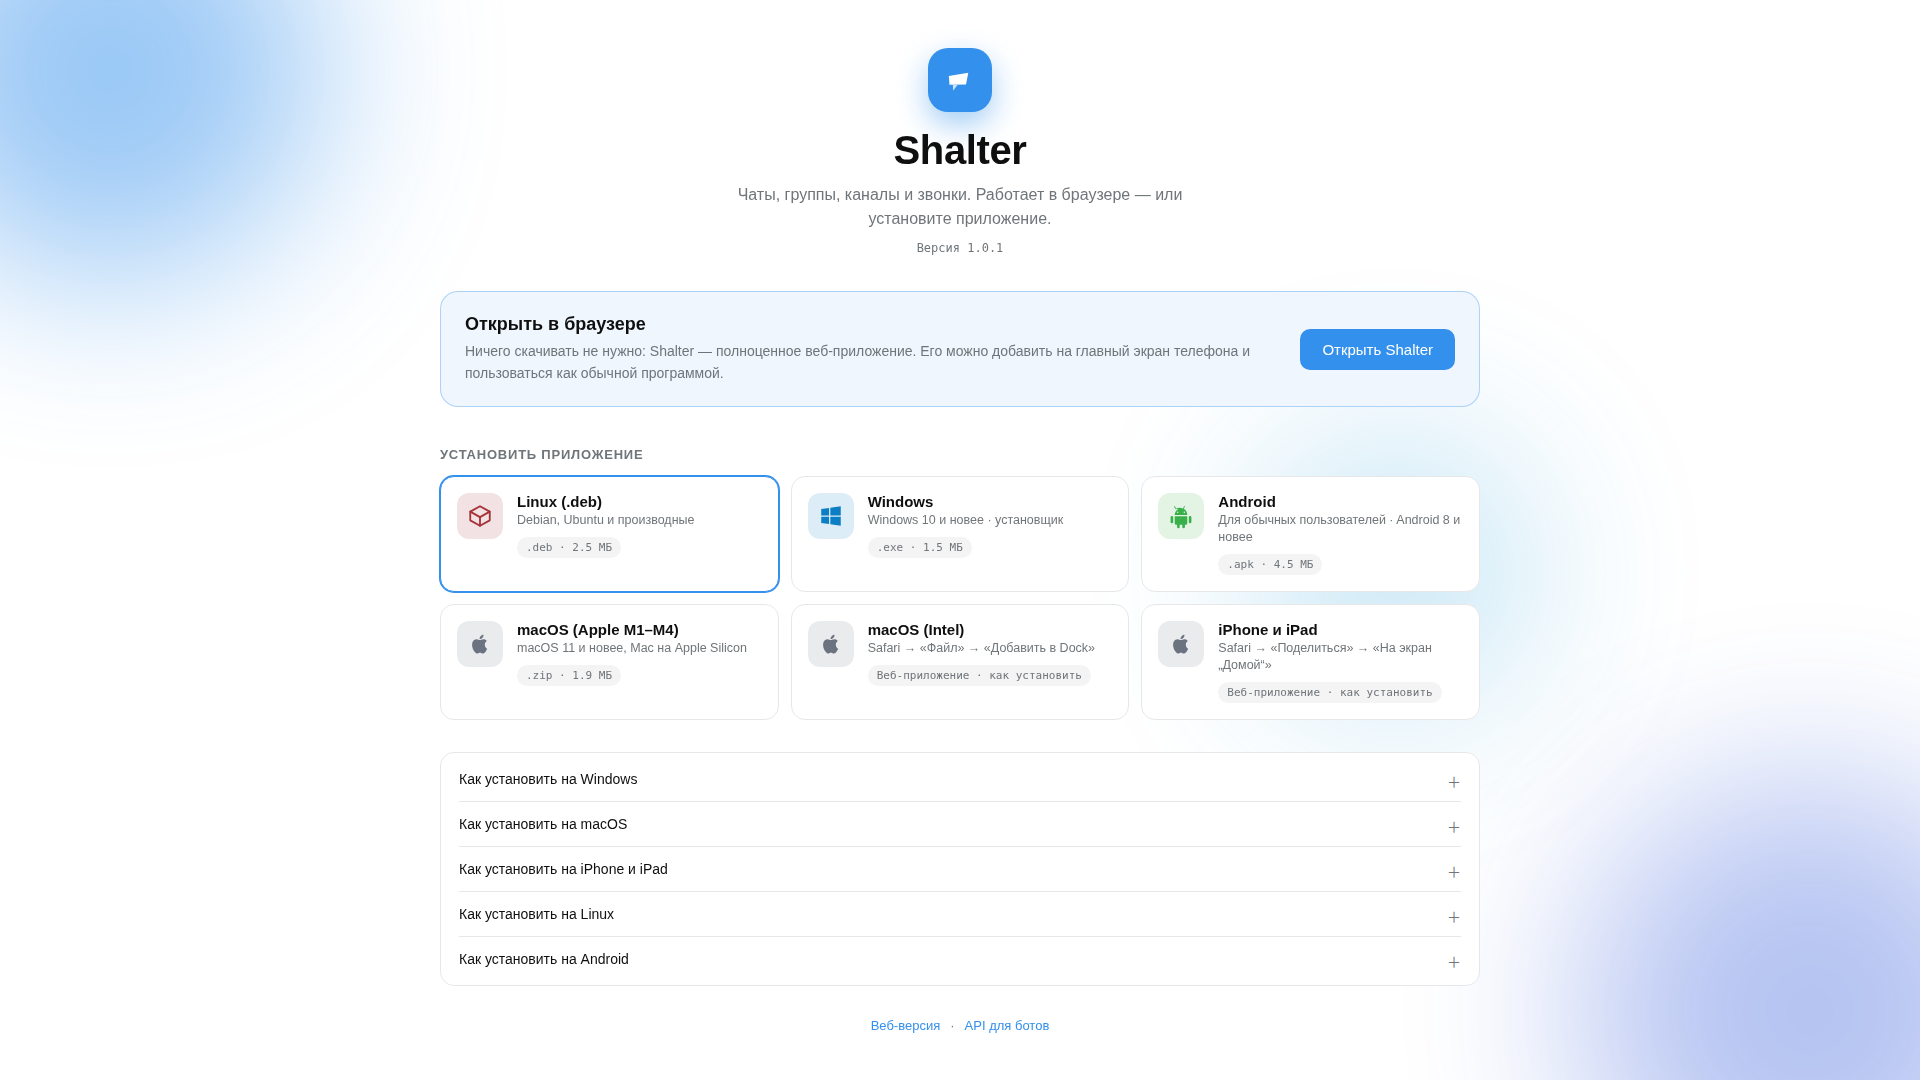 Shalter
Чаты, группы, каналы и звонки. Работает в браузере — или
установите приложение.
Версия 1.0.1
Открыть в браузере
Ничего скачивать не нужно: Shalter — полноценное веб-приложение. Его можно добавить на главный экран телефона и
пользоваться как обычной программой.
Открыть Shalter
УСТАНОВИТЬ ПРИЛОЖЕНИЕ
Linux (.deb)
Debian, Ubuntu и производные
.deb · 2.5 МБ
Windows
Windows 10 и новее · установщик
.exe · 1.5 МБ
Android
Для обычных пользователей · Android 8 и
новее
.apk · 4.5 МБ
macOS (Apple M1–M4)
macOS 11 и новее, Mac на Apple Silicon
.zip · 1.9 МБ
macOS (Intel)
Safari → «Файл» → «Добавить в Dock»
Веб-приложение · как установить
iPhone и iPad
Safari → «Поделиться» → «На экран
„Домой“»
Веб-приложение · как установить
Как установить на Windows
Как установить на macOS
Как установить на iPhone и iPad
Как установить на Linux
Как установить на Android
Веб-версия · API для ботов